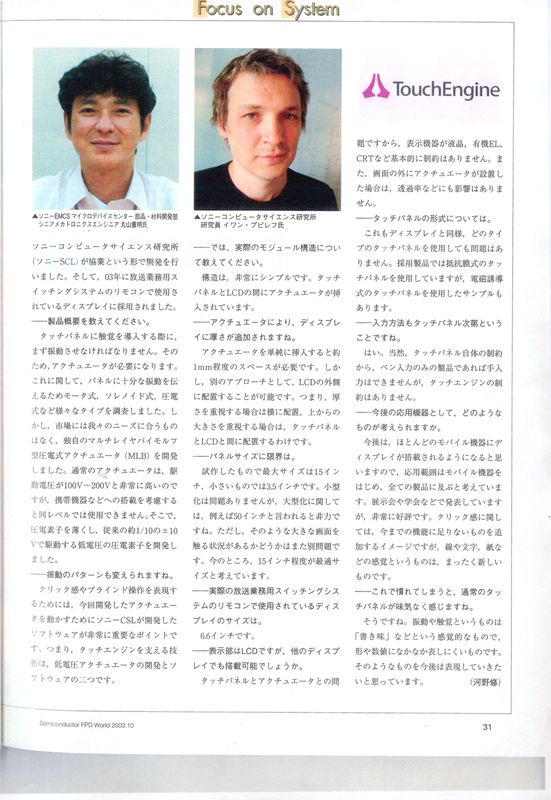 Focus on System
▲ソニーEMCS マイクロデバイスセンター 部品・材料開発部
シニアメカトロニクスエンジニア 丸山重明氏
ソニーコンピュータサイエンス研究所
(ソニーSCL)が協業という形で開発を行
いました。そして、03年に放送業務用ス
イッチングシステムのリモコンで使用さ
れているディスプレイに採用されました。
――製品概要を教えてください。
タッチパネルに触覚を導入する際に,
まず振動させなければなりません。その
ため,アクチュエータが必要になります。
これに関して,パネルに十分な振動を伝
えるためモータ式,ソレノイド式,圧電
式など様々なタイプを調査しました。し
かし,市場には我々のニーズに合うもの
はなく,独自のマルチレイヤバイモルフ
型圧電式アクチュエータ(MLB)を開発
しました。通常のアクチュエータは,駆
動電圧が100V～200Vと非常に高いので
すが,携帯機器などへの搭載を考慮する
と同レベルでは使用できません。そこで,
圧電素子を薄くし,従来の約1/10の±10
Vで駆動する低電圧の圧電素子を開発し
ました。
――振動のパターンも変えられますね。
クリック感やブラインド操作を表現す
るためには,今回開発したアクチュエー
タを動かすためにソニーCSLが開発した
ソフトウェアが非常に重要なポイントで
す。つまり,タッチエンジンを支える技
術は,低電圧アクチュエータの開発とソ
フトウェアの二つです。
▲ソニーコンピュータサイエンス研究所
研究員 イワン・プピレフ氏
――では,実際のモジュール構造につい
て教えてください。
構造は,非常にシンプルです。タッチ
パネルとLCDの間にアクチュエータが挿
入されています。
――アクチュエータにより,ディスプレ
イに厚さが追加されますね。
アクチュエータを単純に挿入すると約
1mm程度のスペースが必要です。しか
し,別のアプローチとして,LCDの外側
に配置することが可能です。つまり,厚
さを重視する場合は横に配置,上からの
大きさを重視する場合は,タッチパネル
とLCDと間に配置するわけです。
――パネルサイズに限界は。
試作したもので最大サイズは15イン
チ,小さいものでは3.5インチです。小型
化は問題ありませんが,大型化に関して
は,例えば50インチと言われると非力で
すね。ただし,そのような大きな画面を
触る状況があるかどうかはまた別問題で
す。今のところ,15インチ程度が最適サ
イズと考えています。
――実際の放送業務用スイッチングシス
テムのリモコンで使用されているディス
プレイのサイズは。
6.6インチです。
――表示部はLCDですが,他のディスプ
レイでも搭載可能でしょうか。
タッチパネルとアクチュエータとの問
TouchEngine
題ですから,表示機器が液晶,有機EL,
CRTなど基本的に制約はありません。ま
た,画面の外にアクチュエータが設置し
た場合は,透過率などにも影響はありま
せん。
――タッチパネルの形式については。
これもディスプレイと同様,どのタイ
プのタッチパネルを使用しても問題はあ
りません。採用製品では抵抗膜式のタッ
チパネルを使用していますが,電磁誘導
式のタッチパネルを使用したサンプルも
あります。
――入力方法もタッチパネル次第という
ことですね。
はい。当然,タッチパネル自体の制約
から,ペン入力のみの製品であれば手入
力はできませんが,タッチエンジンの制
約はありません。
――今後の応用機器として,どのような
ものが考えられますか。
今後は,ほとんどのモバイル機器にデ
ィスプレイが搭載されるようになると思
いますので,応用範囲はモバイル機器を
はじめ,全ての製品に及ぶと考えていま
す。展示会や学会などで発表しています
が,非常に好評です。クリック感に関し
ては,今までの機能に足りないものを追
加するイメージですが,線や文字,紙な
どの感覚というものは,まったく新しい
ものです。
――これで慣れてしまうと,通常のタッ
チパネルが味気なく感じますね。
そうですね。振動や触覚というものは
「書き味」などという感覚的なもので,
形や数値になかなか表しにくいものです。
そのようなものを今後は表現していきた
いと思っています。 (河野修)
Semiconductor FPD World 2003.10
31